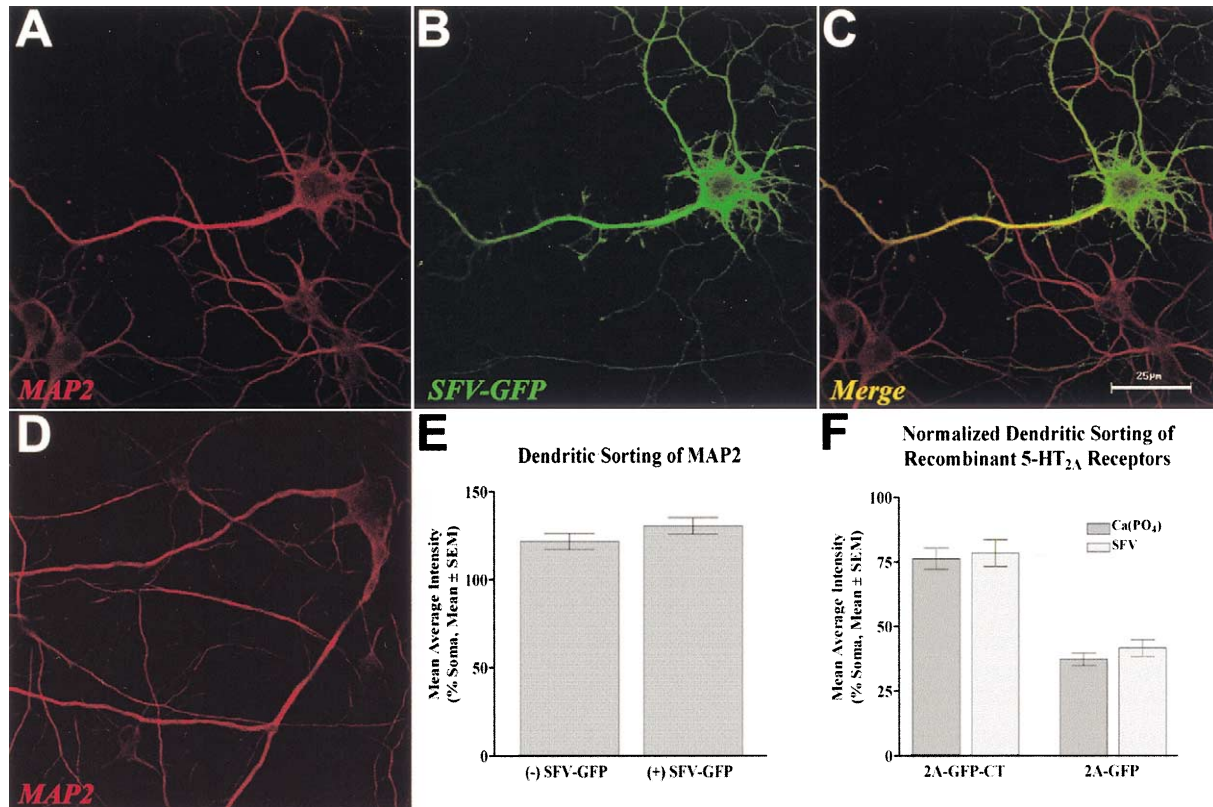 A
B
C
MAP2
SFV-GFP
Merge
25µm
D
MAP2
E
Dendritic Sorting of MAP2
Mean Average Intensity
(% Soma, Mean ± SEM)
150
100
50
0
(-) SFV-GFP
(+) SFV-GFP
F
Normalized Dendritic Sorting of
Recombinant 5-HT2A Receptors
Mean Average Intensity
(% Soma, Mean ± SEM)
100
75
50
25
0
Ca(PO4)
SFV
2A-GFP-CT
2A-GFP